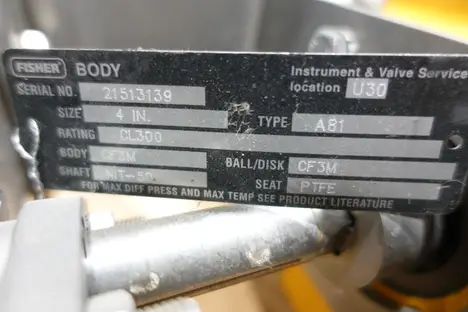 FISHER BODY Instrument & Valve Service
SERIAL NO. 21513139 location U30
SIZE 4 IN. TYPE A81
RATING CL300
BODY CF3M BALL/DISK CF3M
SHAFT NIT-50 SEAT PTFE
FOR MAX DIFF PRESS AND MAX TEMP SEE PRODUCT LITERATURE